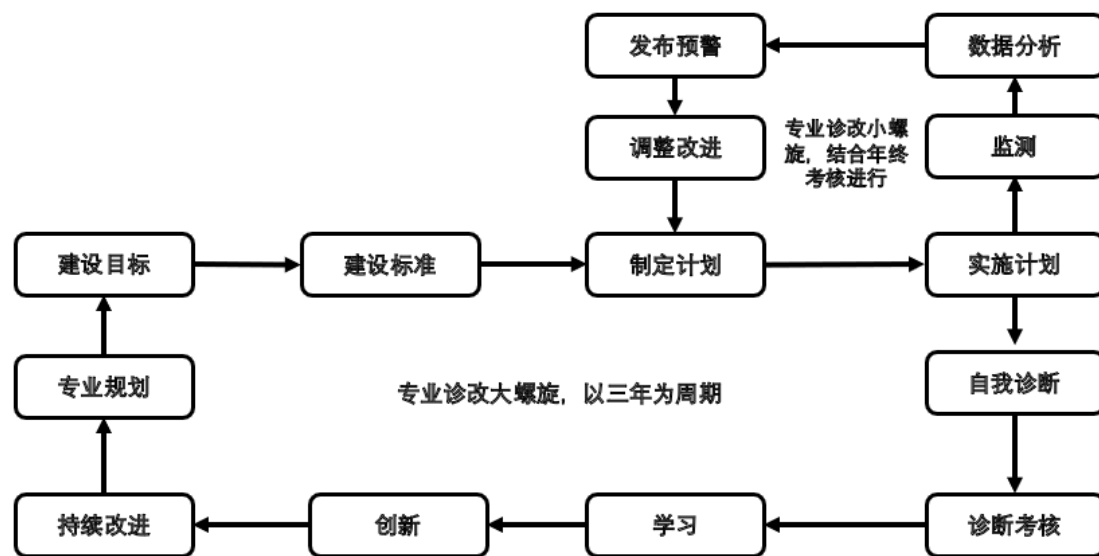 发布预警
数据分析
调整改进
专业诊改小螺
旋，结合年终
考核进行
监测
建设目标
建设标准
制定计划
实施计划
专业规划
专业诊改大螺旋，以三年为周期
自我诊断
持续改进
创新
学习
诊断考核